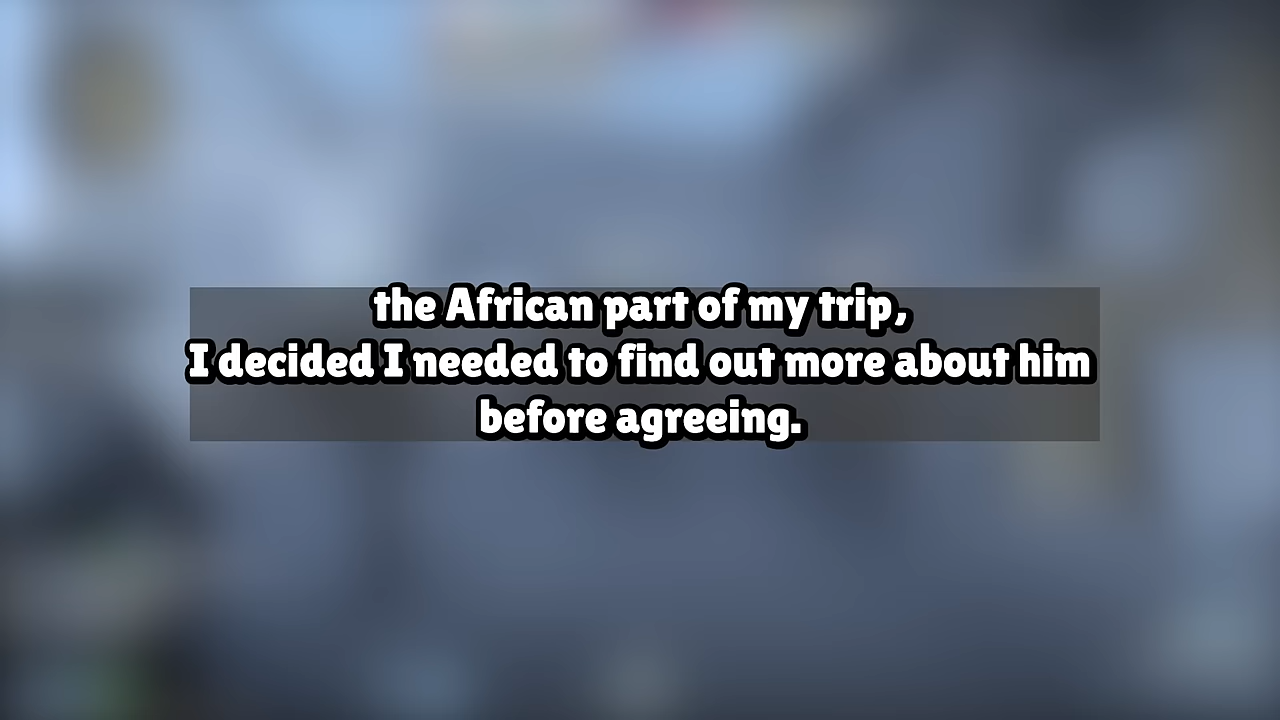 the African part of my trip,
I decided I needed to find out more about him
before agreeing.